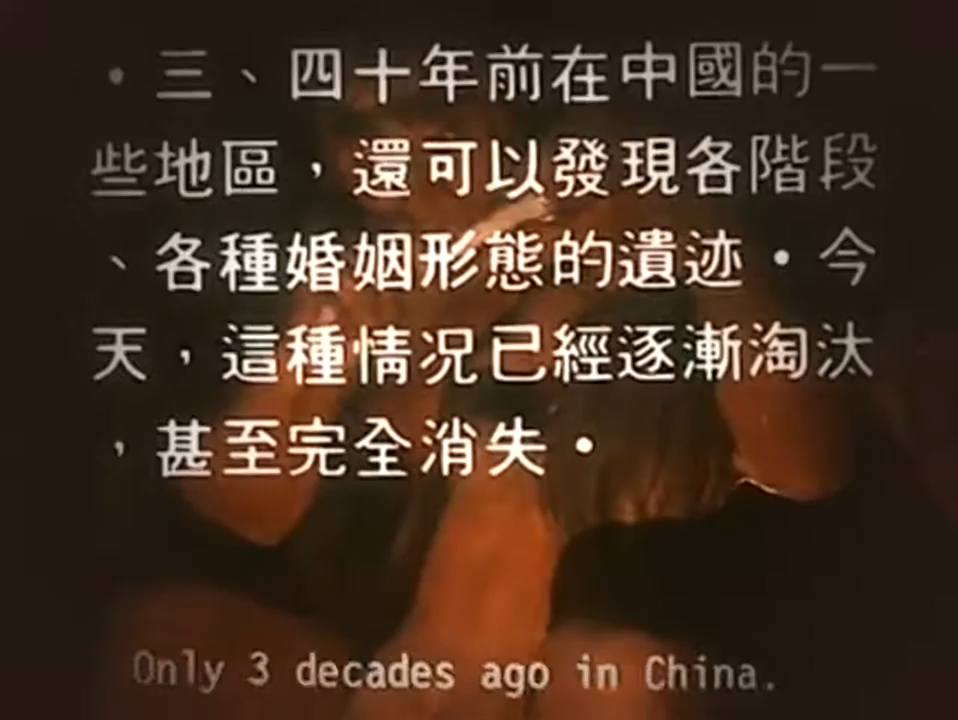 ・三、四十年前在中國的一
些地區，還可以發現各階段
、各種婚姻形態的遺迹・今
天，這種情况已經逐漸淘汰
，甚至完全消失・
Only 3 decades ago in China.